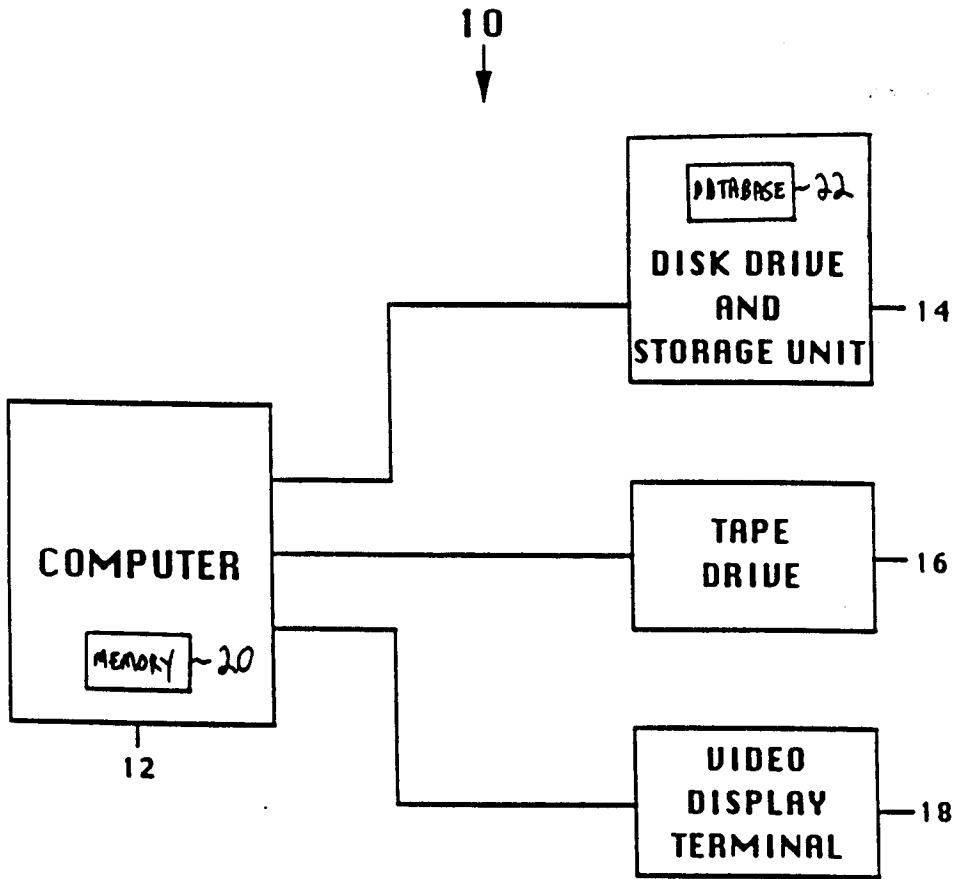 10
DATABASE 22
DISK DRIVE
AND
STORAGE UNIT
14
COMPUTER
MEMORY 20
12
TAPE
DRIVE
16
VIDEO
DISPLAY
TERMINAL
18